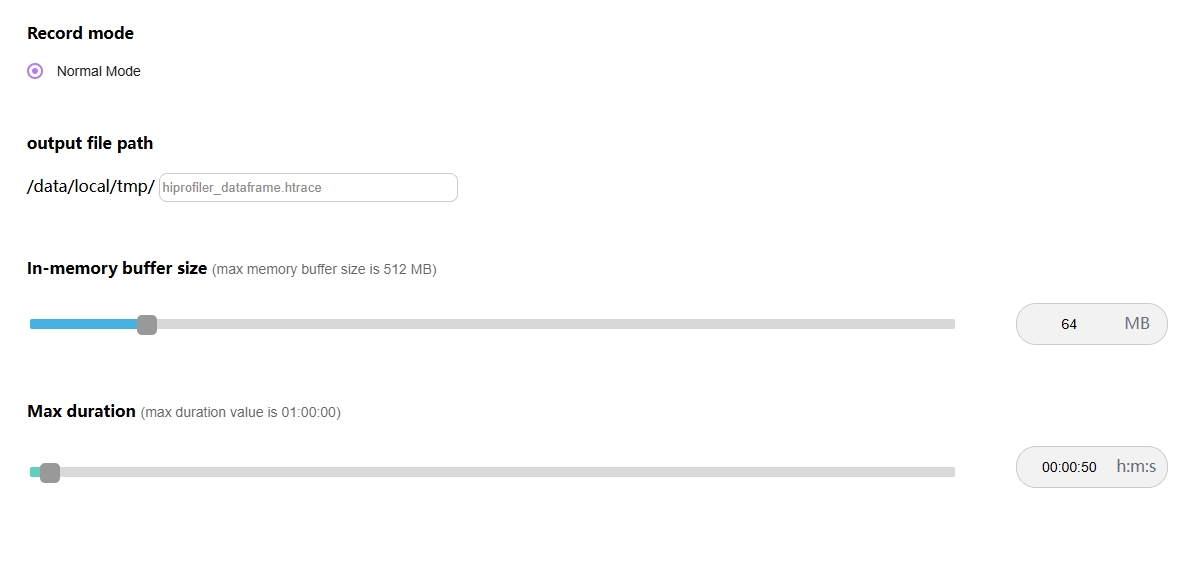 Record mode
Normal Mode
output file path
/data/local/tmp/ hiprofiler_dataframe.htrace
In-memory buffer size (max memory buffer size is 512 MB)
64 MB
Max duration (max duration value is 01:00:00)
00:00:50 h:m:s